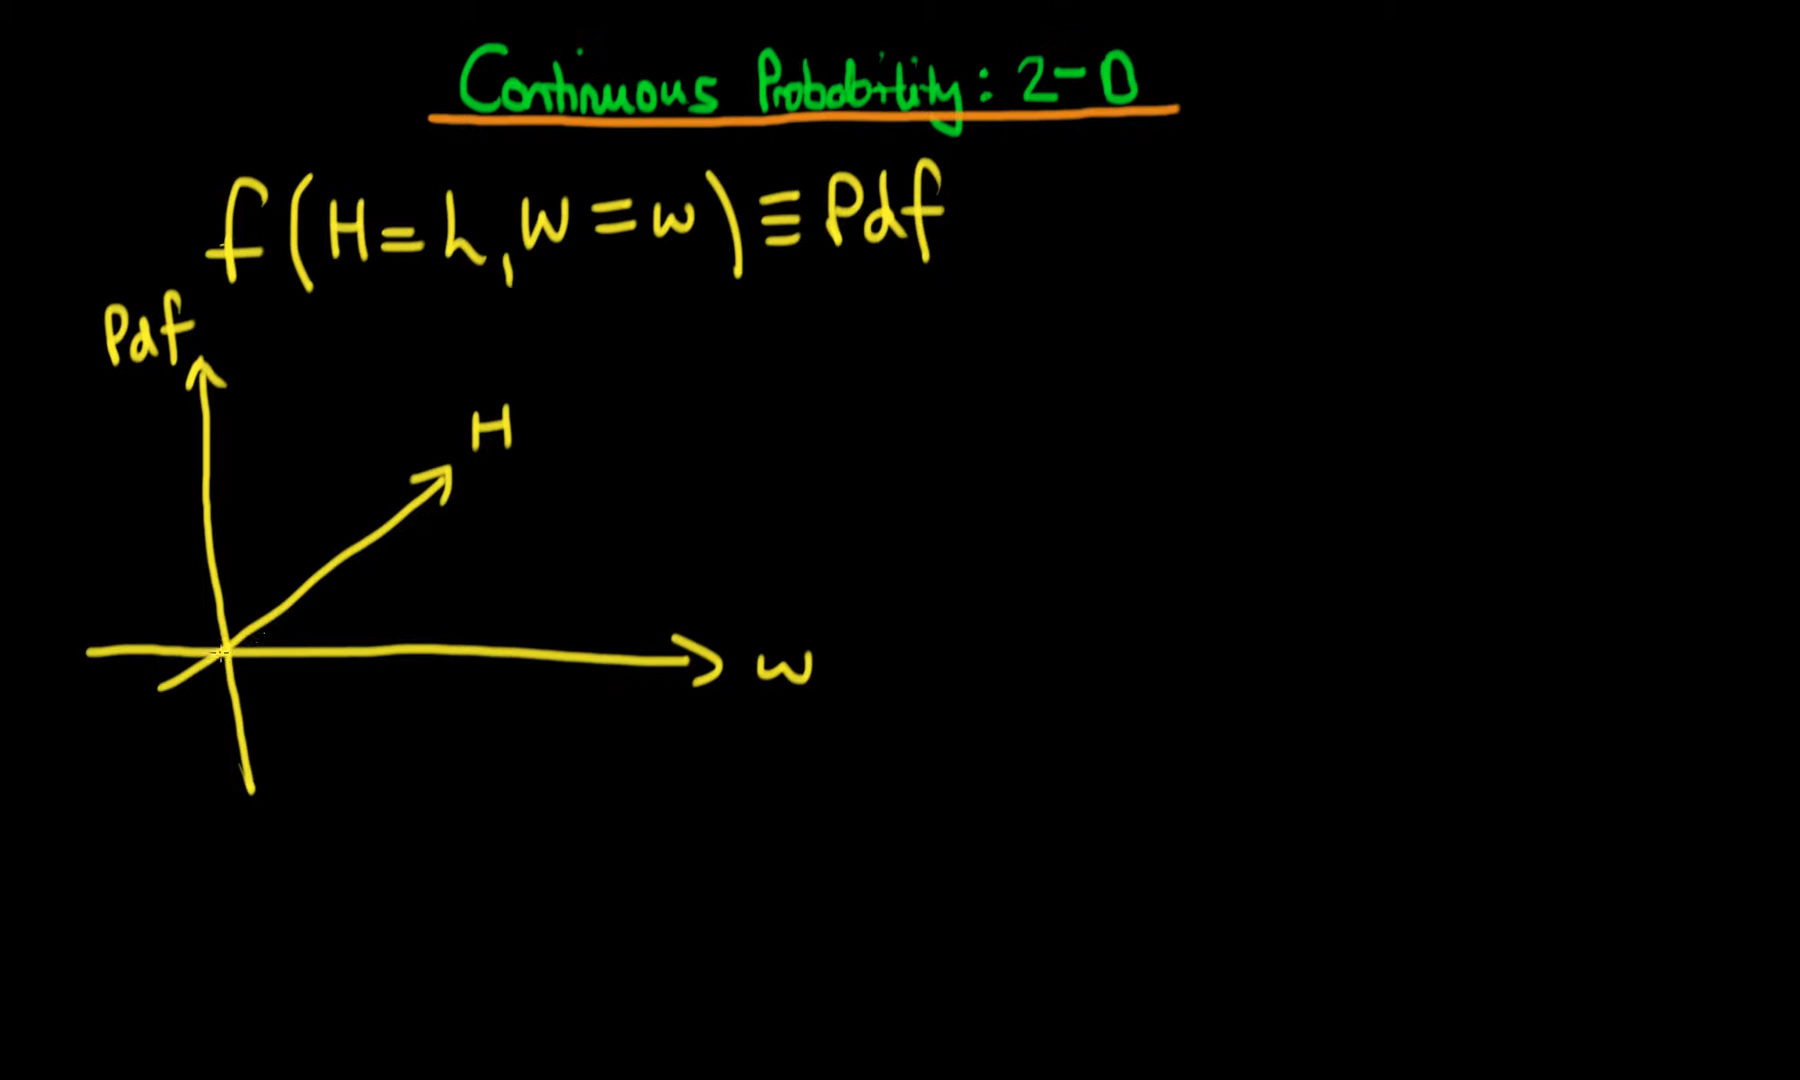 Continuous Probability: 2-D
f(H=h, W=w)≡Pdf
Pdf
H
w